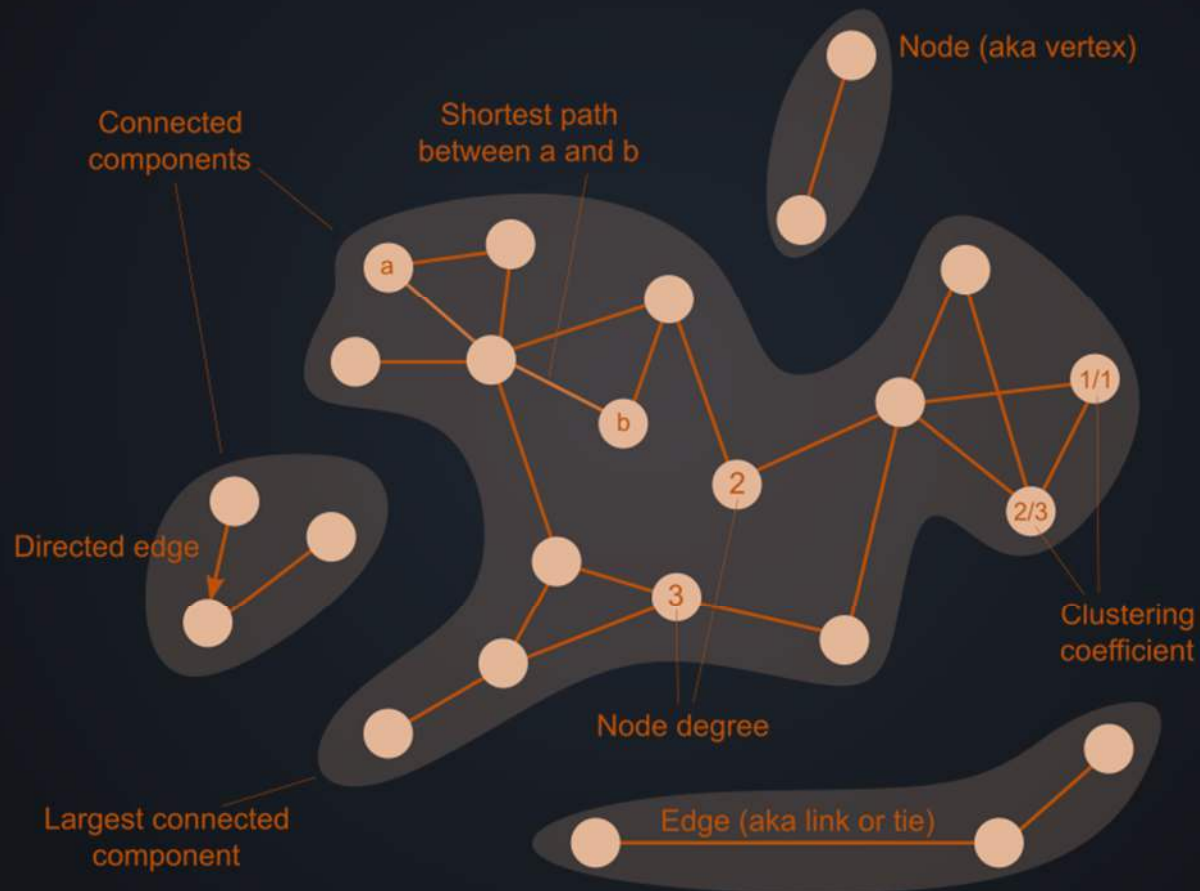 Node (aka vertex)
Connected
components
Shortest path
between a and b
a
1/1
b
2
2/3
Directed edge
3
Clustering
coefficient
Node degree
Largest connected
component
Edge (aka link or tie)